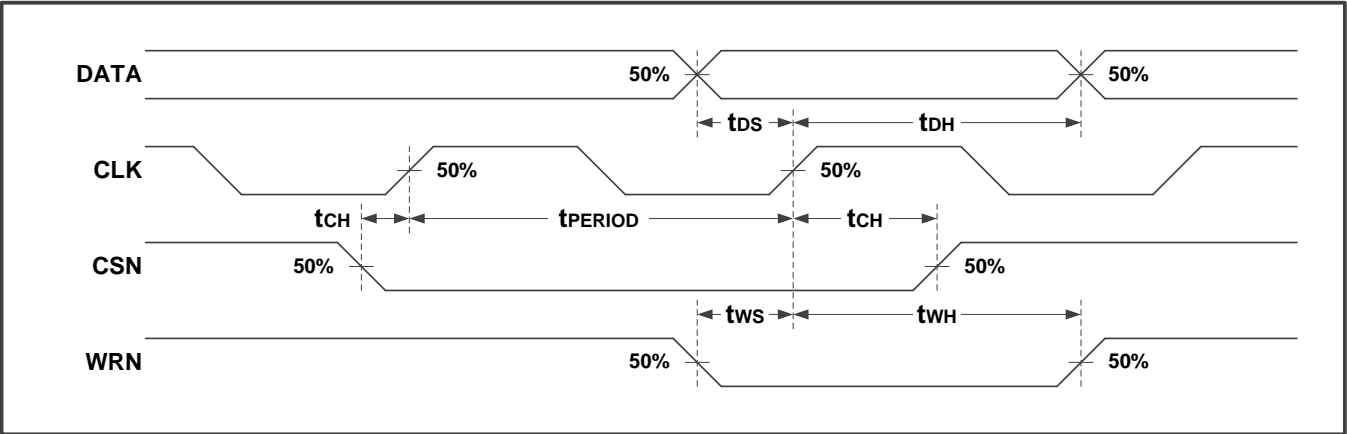 DATA 50% 50%
tDS tDH
CLK 50% 50%
tCH tPERIOD tCH
CSN 50% 50%
tWS tWH
WRN 50% 50%